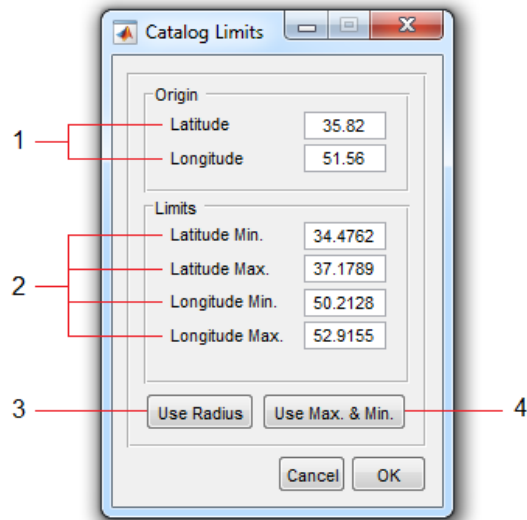 Catalog Limits
Origin
1
Latitude 35.82
Longitude 51.56
Limits
Latitude Min. 34.4762
2
Latitude Max. 37.1789
Longitude Min. 50.2128
Longitude Max. 52.9155
3 Use Radius Use Max. & Min. 4
Cancel OK